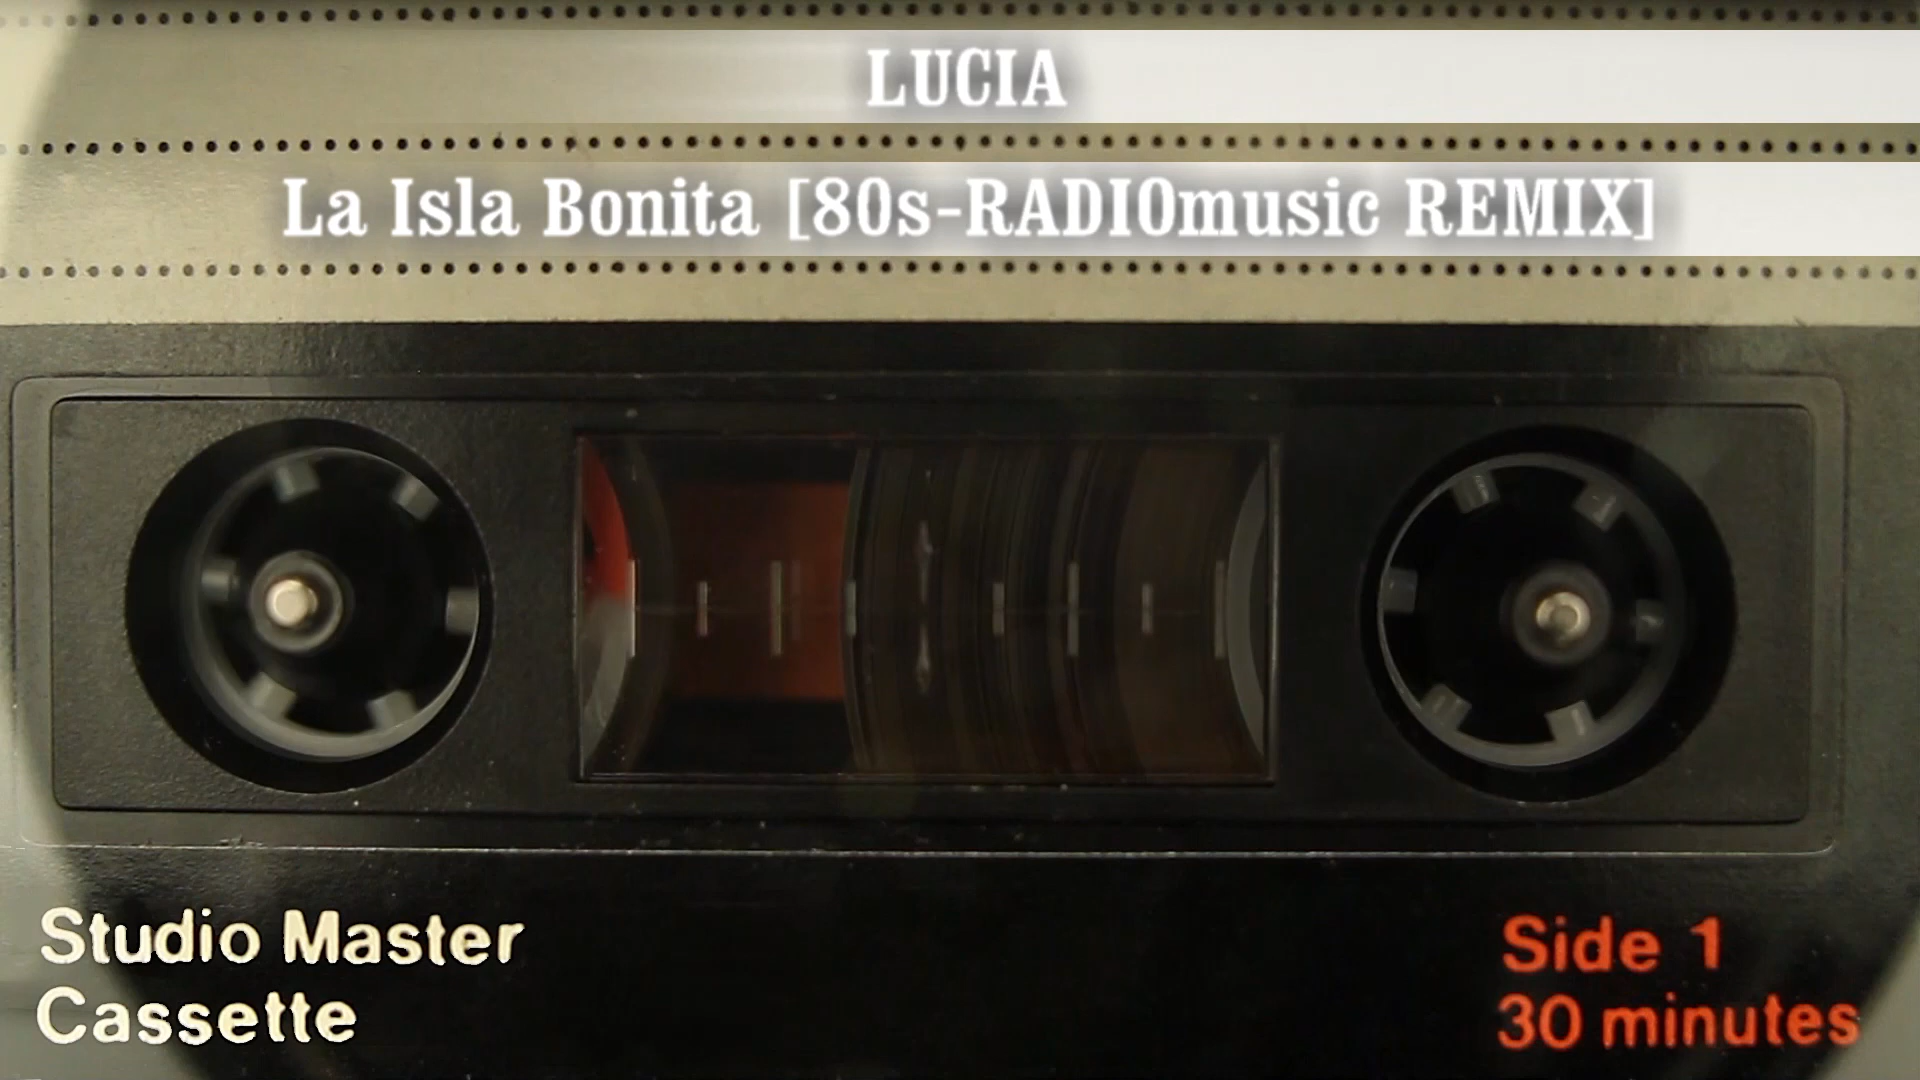 LUCIA
La Isla Bonita [80s-RADIOmusic REMIX]
Studio Master
Cassette
Side 1
30 minutes